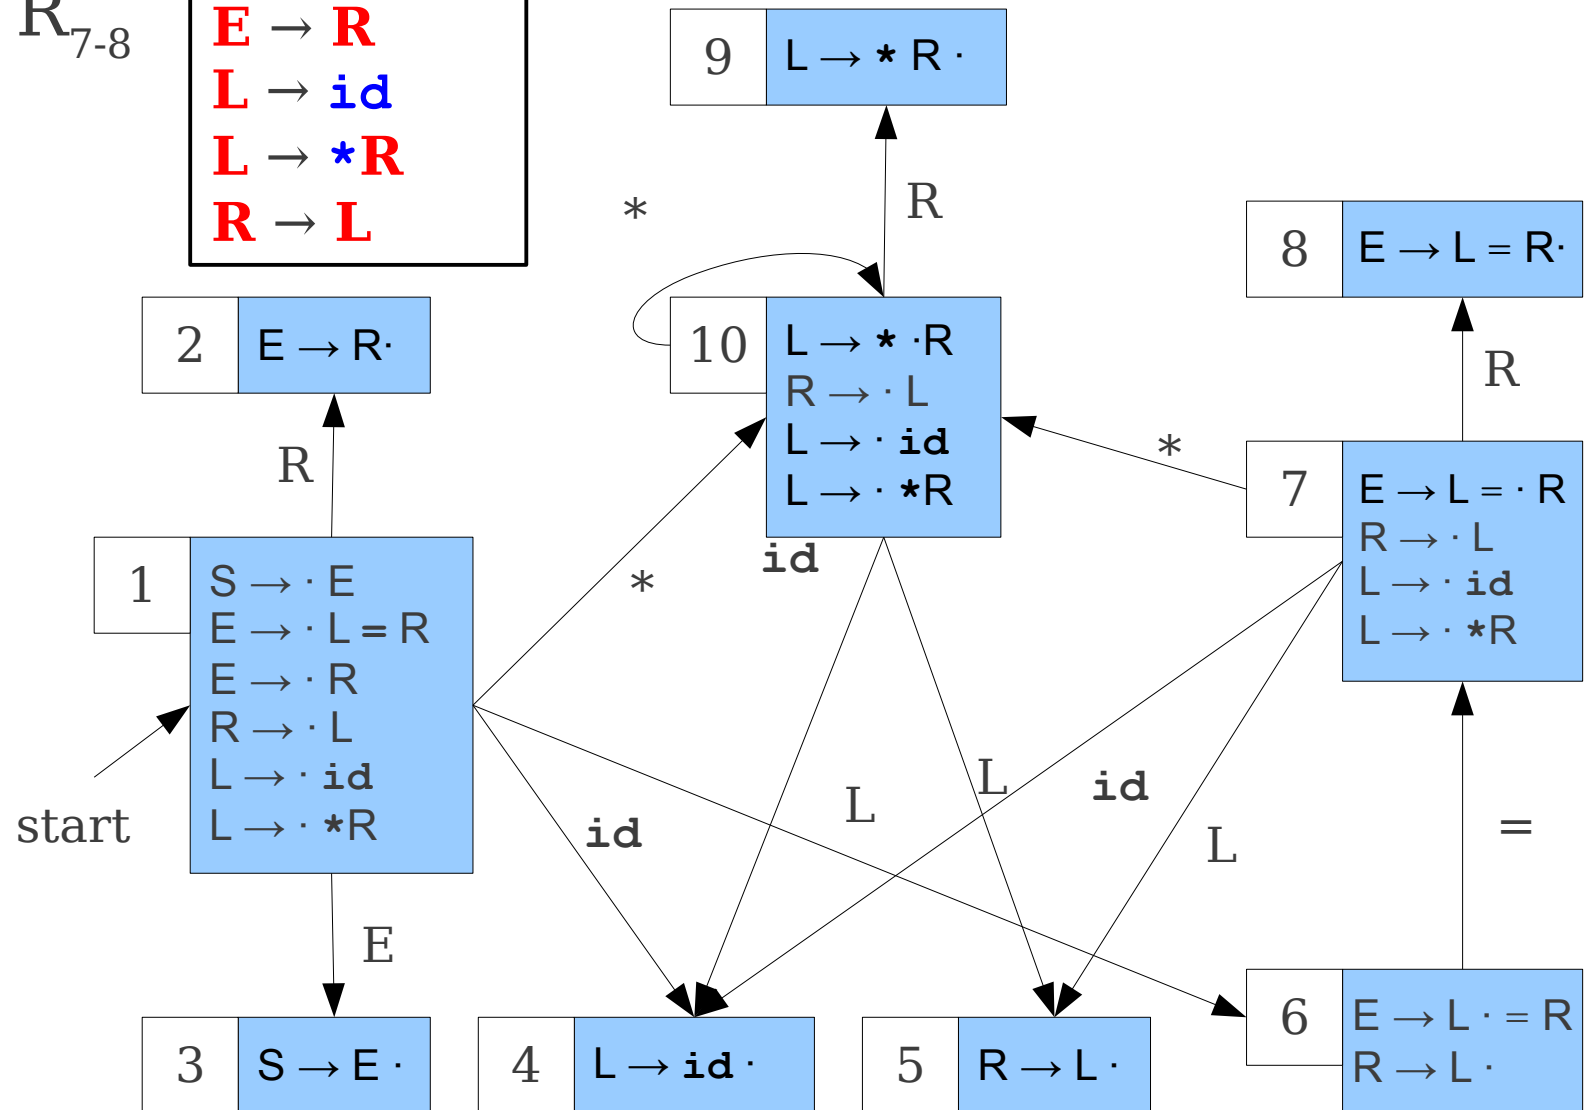 R7-8
E → R
L → id
L → *R
R → L
9
L → * R ·
*
R
8
E → L = R·
2
E → R·
10
L → * ·R
R → · L
L → · id
L → · *R
R
R
*
7
E → L = · R
R → · L
L → · id
L → · *R
1
S → · E
E → · L = R
E → · R
R → · L
L → · id
L → · *R
id
*
start
id
L
L
id
L
=
E
3
S → E ·
4
L → id ·
5
R → L ·
6
E → L · = R
R → L ·